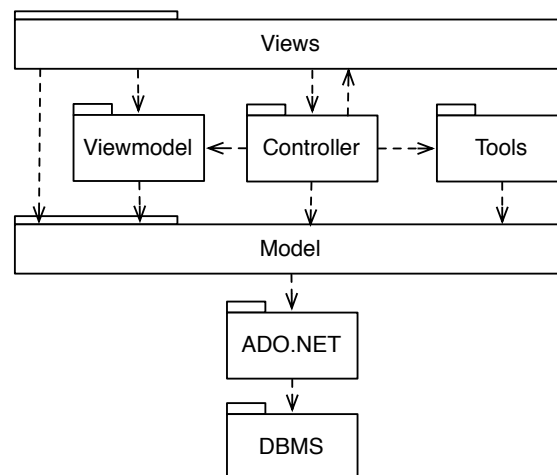 Views
Viewmodel
Controller
Tools
Model
ADO.NET
DBMS